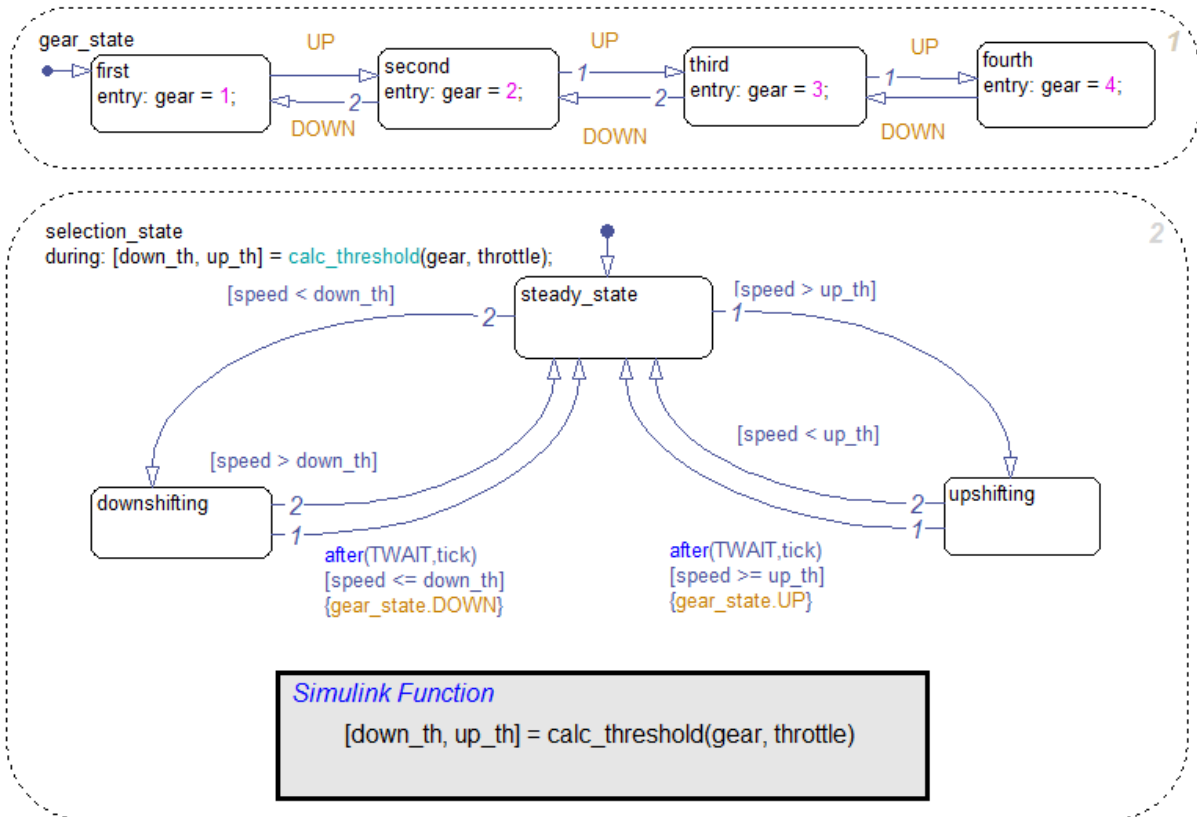 1
gear_state
UP
UP
UP
first
entry: gear = 1;
second
entry: gear = 2;
third
entry: gear = 3;
fourth
entry: gear = 4;
1
1
2
2
DOWN
DOWN
DOWN
2
selection_state
during: [down_th, up_th] = calc_threshold(gear, throttle);
steady_state
[speed < down_th]
[speed > up_th]
2
1
[speed > down_th]
[speed < up_th]
downshifting
upshifting
2
1
2
1
after(TWAIT,tick)
[speed <= down_th]
{gear_state.DOWN}
after(TWAIT,tick)
[speed >= up_th]
{gear_state.UP}
Simulink Function
[down_th, up_th] = calc_threshold(gear, throttle)